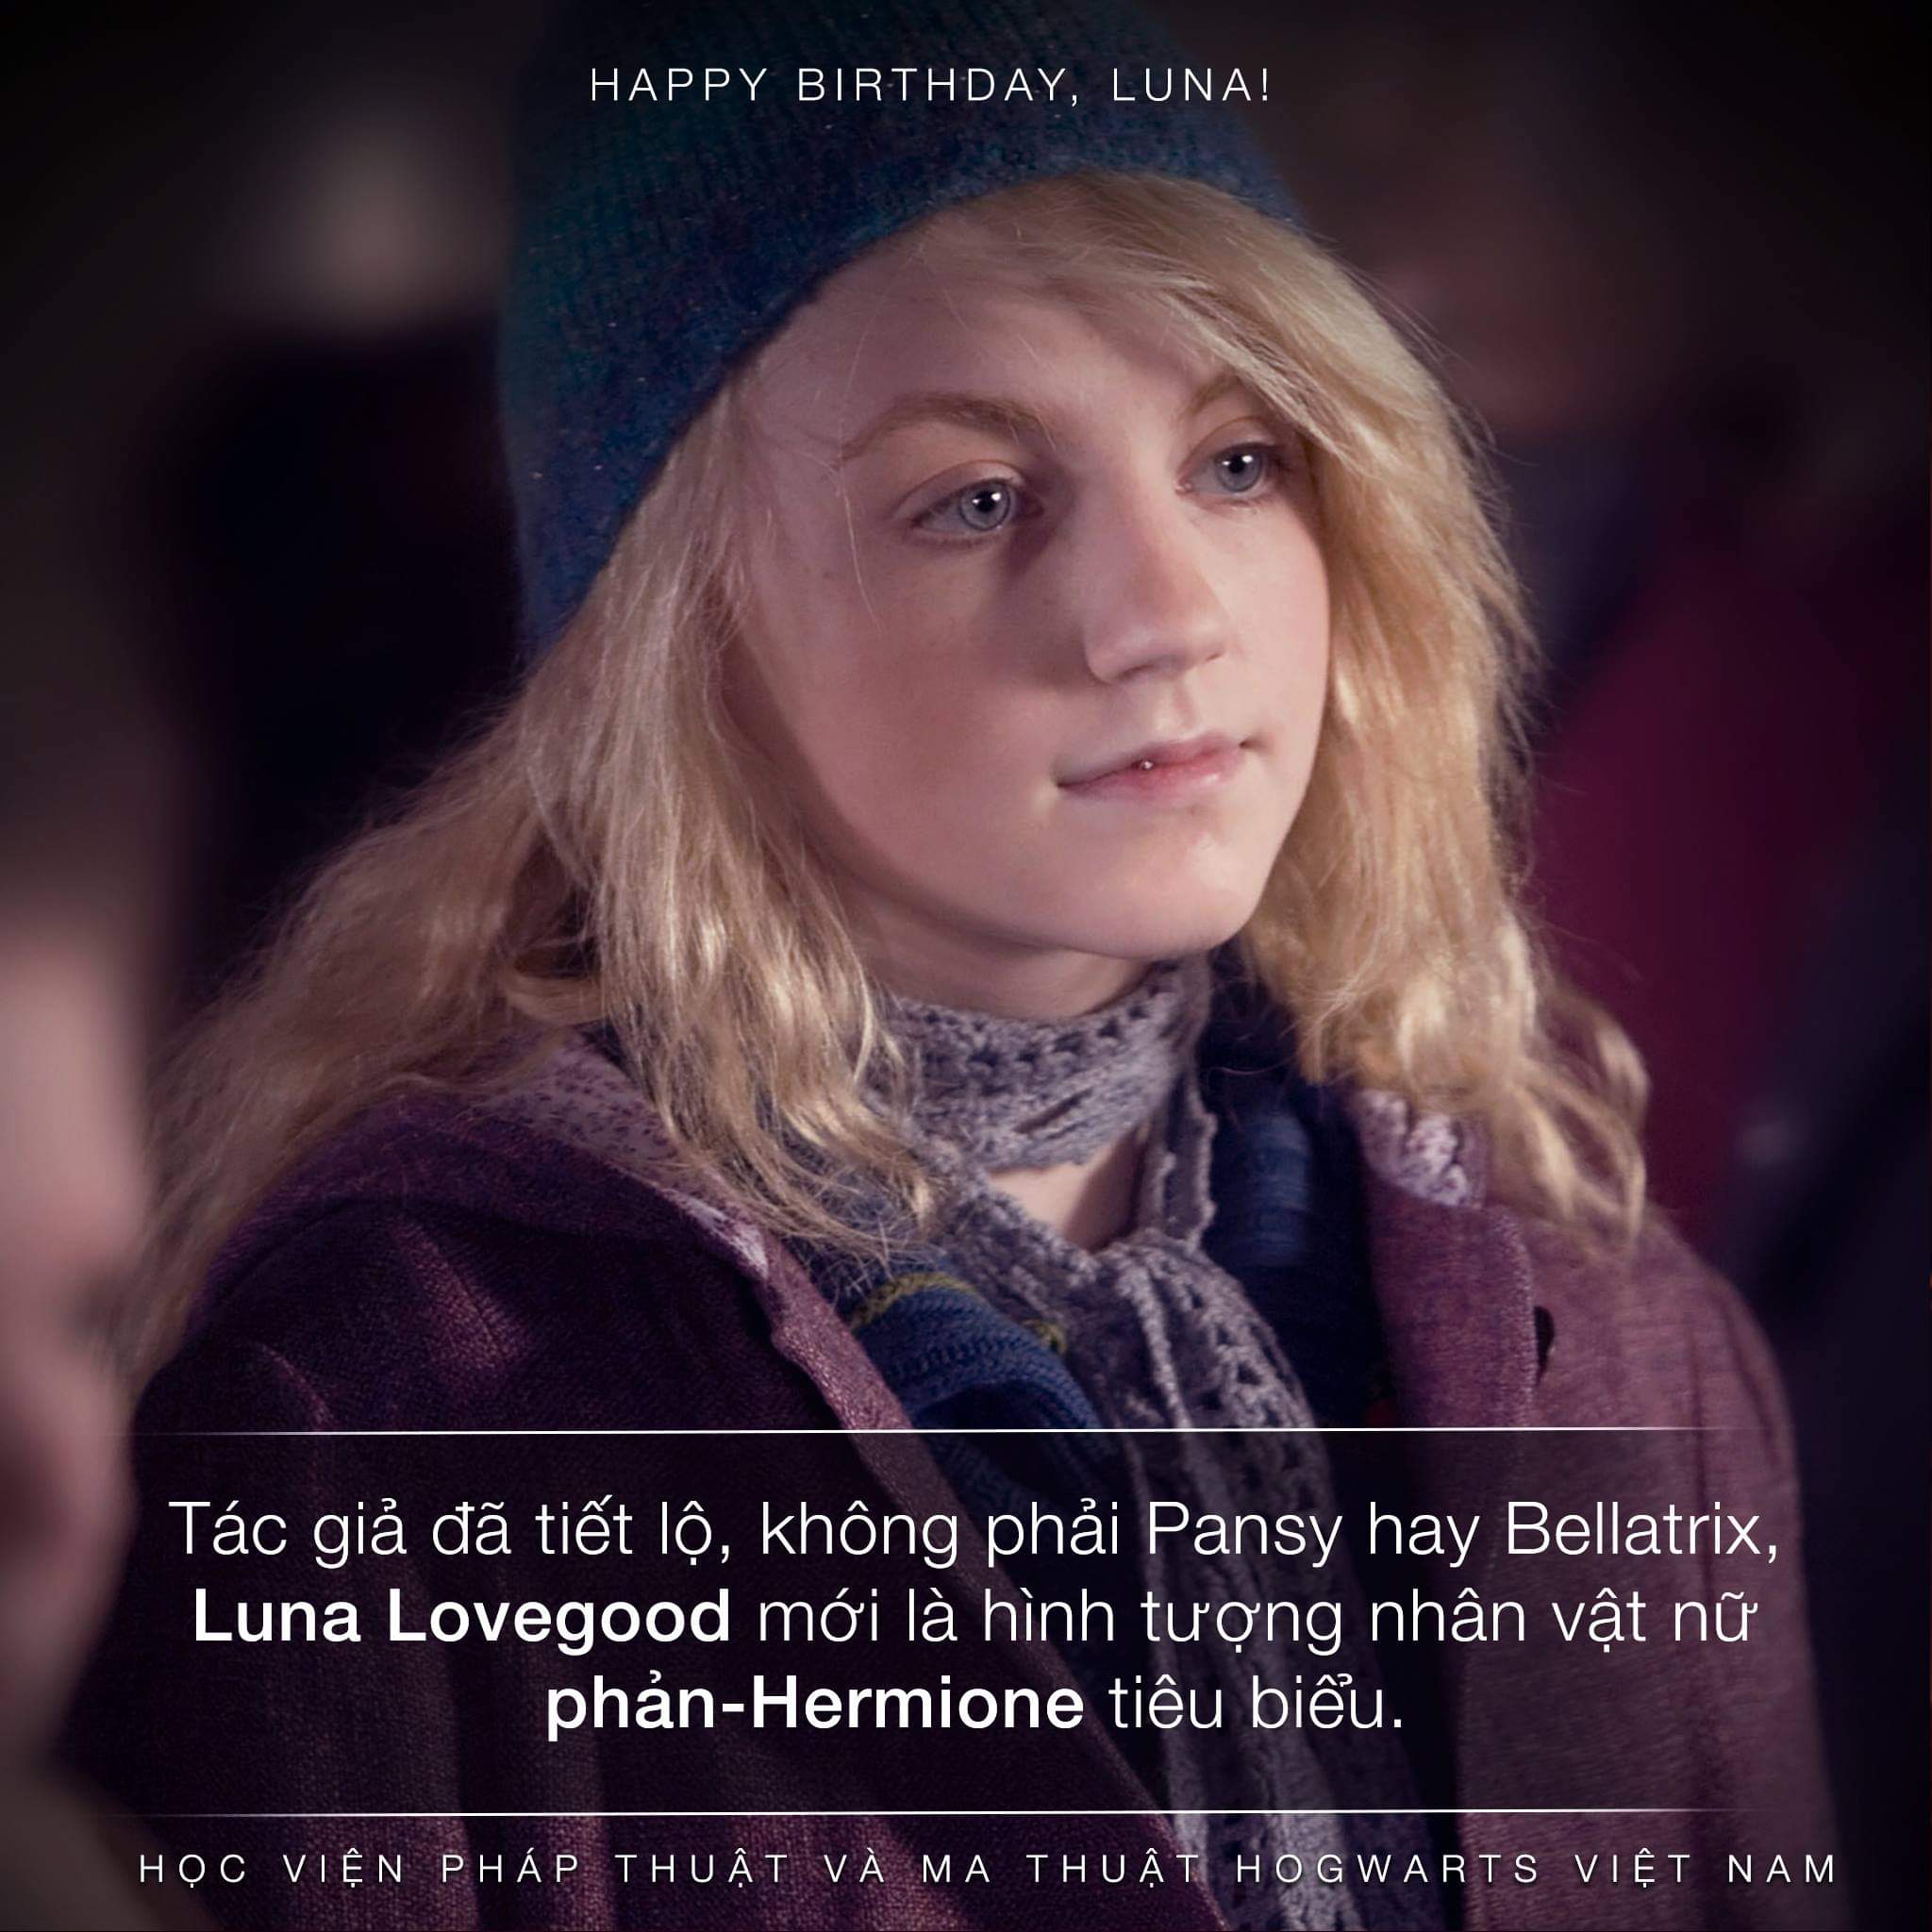 HAPPY BIRTHDAY, LUNA!
Tác giả đã tiết lộ, không phải Pansy hay Bellatrix,
Luna Lovegood mới là hình tượng nhân vật nữ
phản-Hermione tiêu biểu.
HỌC VIỆN PHÁP THUẬT VÀ MA THUẬT HOGWARTS VIỆT NAM